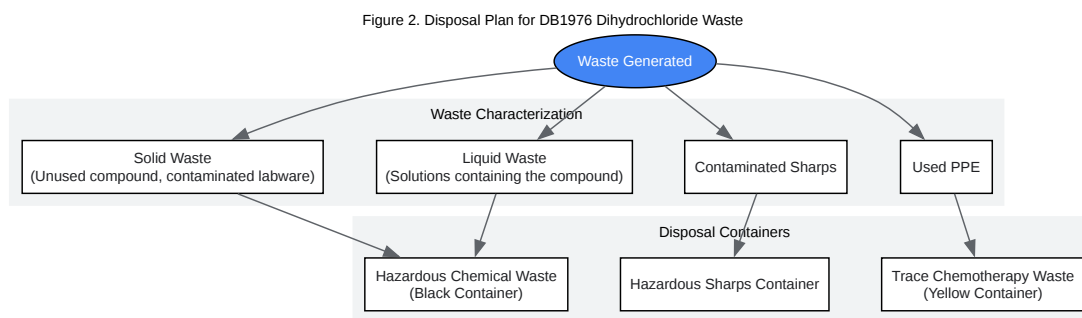 Figure 2. Disposal Plan for DB1976 Dihydrochloride Waste
Waste Generated
Waste Characterization
Solid Waste
(Unused compound, contaminated labware)
Liquid Waste
(Solutions containing the compound)
Contaminated Sharps
Used PPE
Disposal Containers
Hazardous Chemical Waste
(Black Container)
Hazardous Sharps Container
Trace Chemotherapy Waste
(Yellow Container)